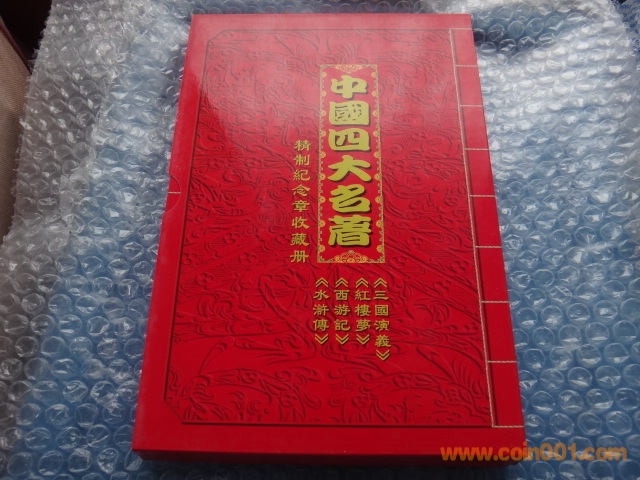 中國四大名著
精制紀念章收藏册
《三國演義》
《紅樓夢》
《西游記》
《水滸傳》
www.coin001.com